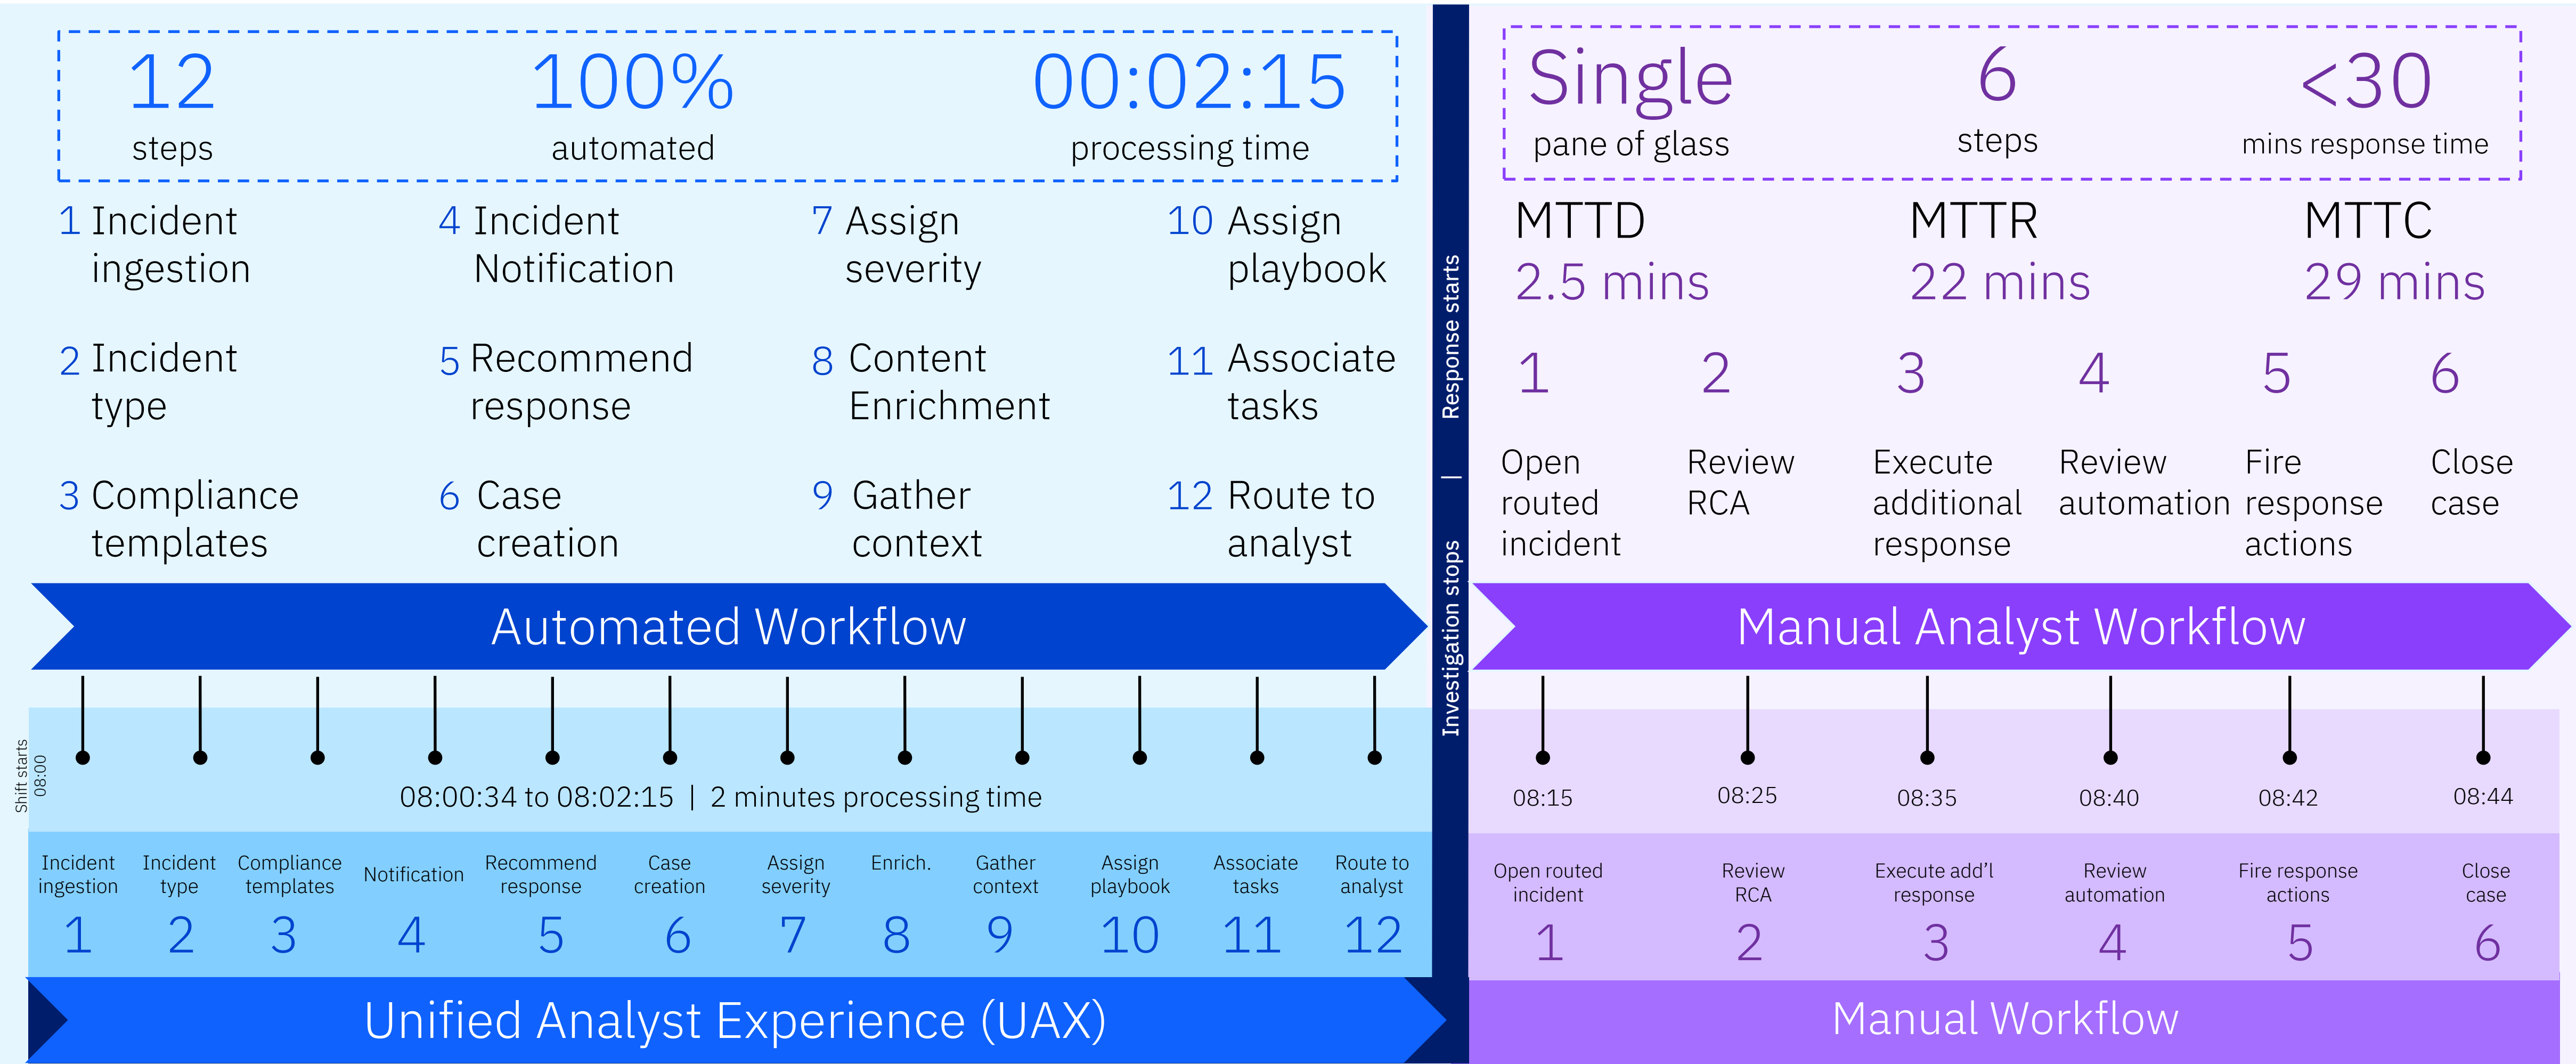 12
steps
100%
automated
00:02:15
processing time
1 Incident
ingestion
2 Incident
type
3 Compliance
templates
4 Incident
Notification
5 Recommend
response
6 Case
creation
7 Assign
severity
8 Content
Enrichment
9 Gather
context
10 Assign
playbook
11 Associate
tasks
12 Route to
analyst
Automated Workflow
Shift starts
08:00
08:00:34 to 08:02:15 | 2 minutes processing time
Incident
ingestion
1
Incident
type
2
Compliance
templates
3
Notification
4
Recommend
response
5
Case
creation
6
Assign
severity
7
Enrich.
8
Gather
context
9
Assign
playbook
10
Associate
tasks
11
Route to
analyst
12
Unified Analyst Experience (UAX)
Investigation stops | Response starts
Single
pane of glass
6
steps
<30
mins response time
MTTD
2.5 mins
MTTR
22 mins
MTTC
29 mins
1
Open
routed
incident
2
Review
RCA
3
Execute
additional
response
4
Review
automation
5
Fire
response
actions
6
Close
case
Manual Analyst Workflow
08:15
08:25
08:35
08:40
08:42
08:44
Open routed
incident
1
Review
RCA
2
Execute add’l
response
3
Review
automation
4
Fire response
actions
5
Close
case
6
Manual Workflow